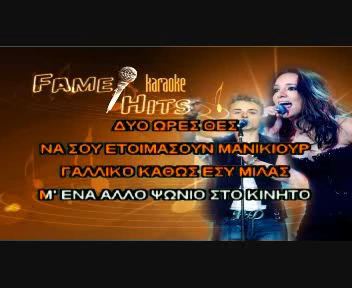 FAME karaoke
HITS
ΔΥΟ ΩΡΕΣ ΘΕΣ
ΝΑ ΣΟΥ ΕΤΟΙΜΑΣΟΥΝ ΜΑΝΙΚΙΟΥΡ
ΓΑΛΛΙΚΟ ΚΑΘΩΣ ΕΣΥ ΜΙΛΑΣ
Μ' ΕΝΑ ΑΛΛΟ ΨΩΝΙΟ ΣΤΟ ΚΙΝΗΤΟ